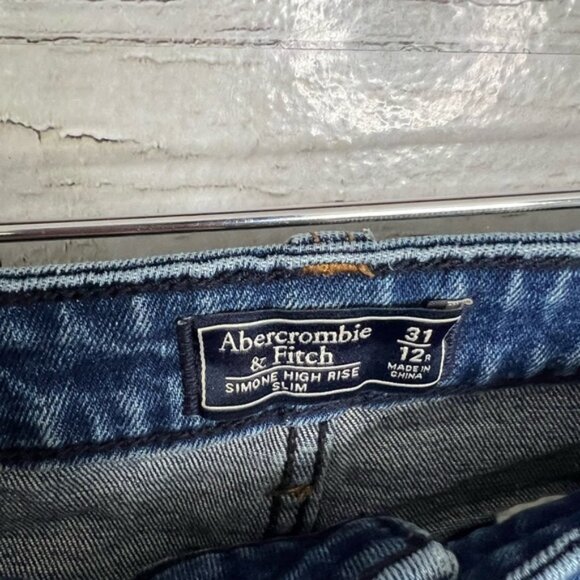 Abercrombie
& Fitch
SIMONE HIGH RISE
SLIM
31
12R
MADE IN
CHINA